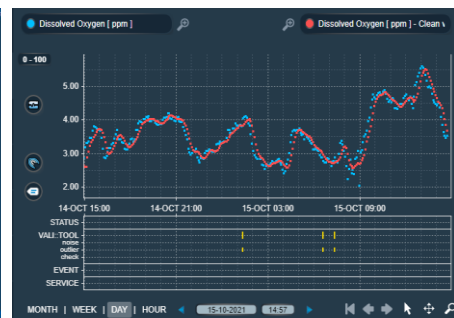 Dissolved Oxygen [ ppm ]
Dissolved Oxygen [ ppm ] - Clean v
0 - 100
5.00
4.00
3.00
2.00
14-OCT 15:00 14-OCT 21:00 15-OCT 03:00 15-OCT 09:00
STATUS
VALI::TOOL
noise
outlier
check
EVENT
SERVICE
MONTH | WEEK | DAY | HOUR 15-10-2021 14:57